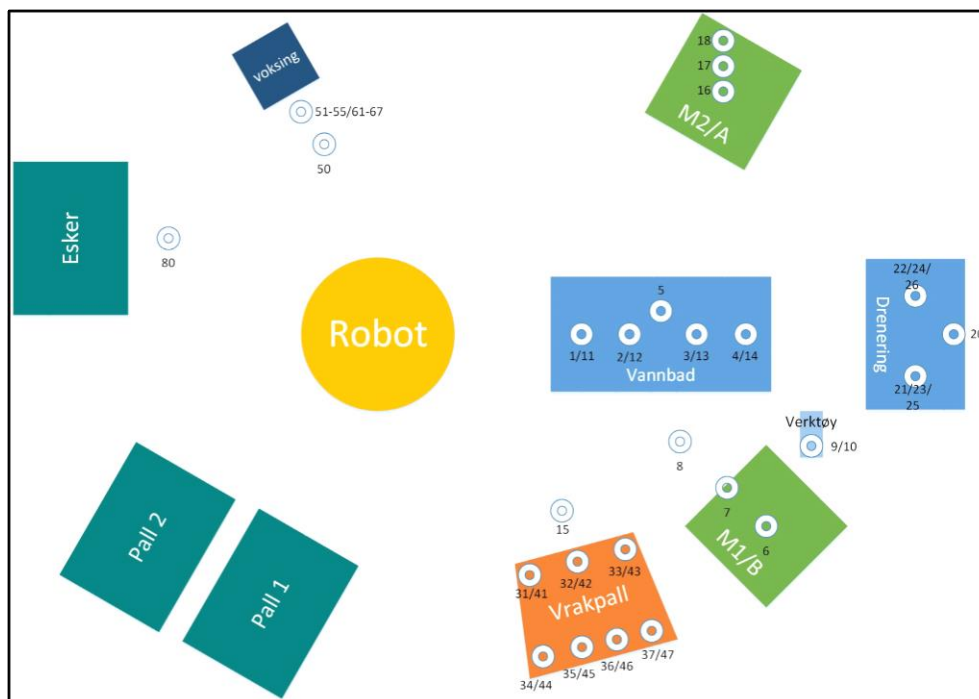 voksing
51-55/61-67
50
18
17
16
M2/A
Esker
80
Robot
5
1/11
2/12
3/13
4/14
Vannbad
22/24/
26
Drenering
20
21/23/
25
Verktøy
9/10
8
7
6
M1/B
15
Pall 2
Pall 1
31/41
32/42
33/43
Vrakpall
34/44
35/45
36/46
37/47